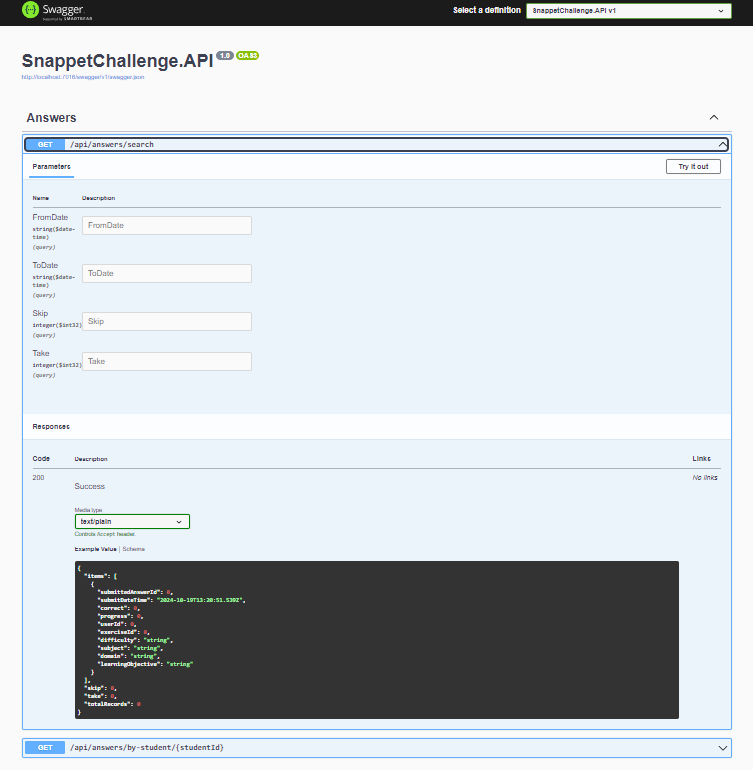 Swagger
Supported by SMARTBEAR
Select a definition
SnappetChallenge.API v1
SnappetChallenge.API 1.0 OAS3
http://localhost:7916/swagger/v1/swagger.json
Answers
GET /api/answers/search
Parameters
Try it out
Name Description
FromDate
string($date-
time)
(query)
FromDate
ToDate
string($date-
time)
(query)
ToDate
Skip
integer($int32)
(query)
Skip
Take
integer($int32)
(query)
Take
Responses
Code Description Links
200 Success No links
Media type
text/plain
Controls Accept header.
Example Value | Schema
{
"items": [
{
"submittedAnswerId": 0,
"submitDateTime": "2024-10-19T13:20:51.539Z",
"correct": 0,
"progress": 0,
"userId": 0,
"exerciseId": 0,
"difficulty": "string",
"subject": "string",
"domain": "string",
"learningObjective": "string"
}
],
"skip": 0,
"take": 0,
"totalRecords": 0
}
GET /api/answers/by-student/{studentId}